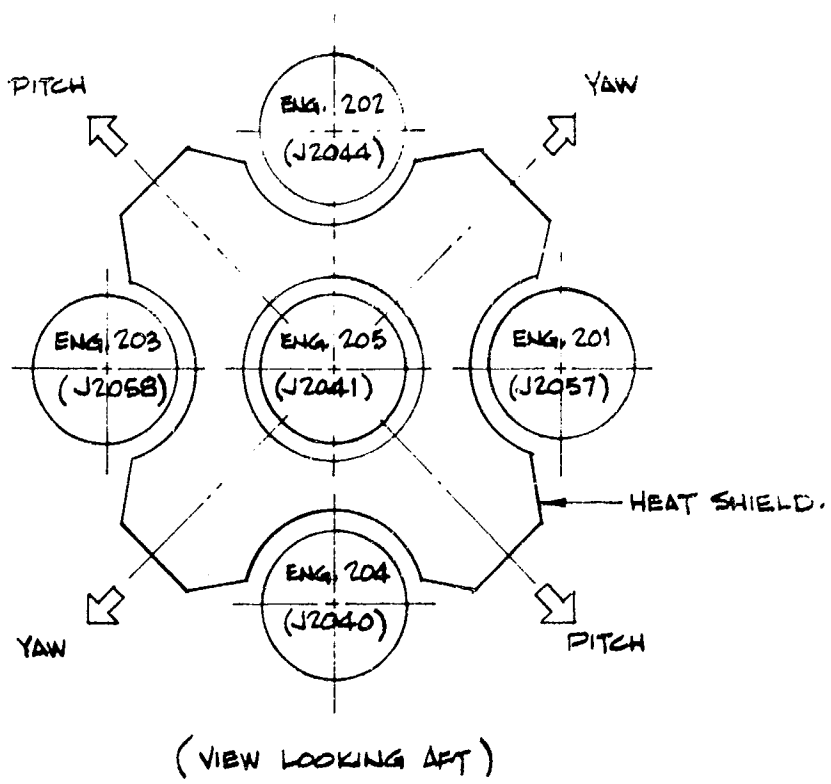 PITCH
YAW
ENG. 202
(J2044)
ENG. 203
(J2058)
ENG. 205
(J2041)
ENG. 201
(J2057)
HEAT SHIELD.
ENG. 204
(J2040)
YAW
PITCH
(VIEW LOOKING AFT)